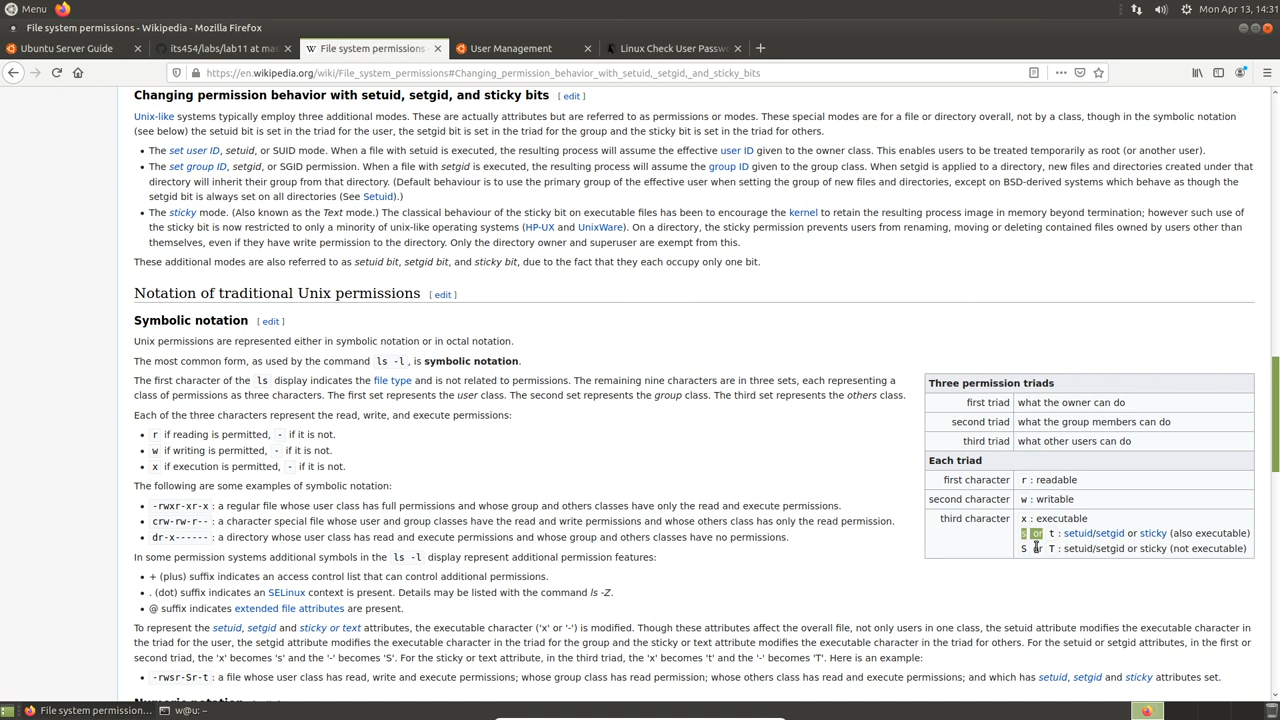 Menu
Mon Apr 13, 14:31
File system permissions - Wikipedia - Mozilla Firefox
Ubuntu Server Guide
its454/labs/lab11 at mas
File system permissions
User Management
Linux Check User Passwo
https://en.wikipedia.org/wiki/File_system_permissions#Changing_permission_behavior_with_setuid,_setgid,_and_sticky_bits
Changing permission behavior with setuid, setgid, and sticky bits [ edit ]
Unix-like systems typically employ three additional modes. These are actually attributes but are referred to as permissions or modes. These special modes are for a file or directory overall, not by a class, though in the symbolic notation
(see below) the setuid bit is set in the triad for the user, the setgid bit is set in the triad for the group and the sticky bit is set in the triad for others.
• The set user ID, setuid, or SUID mode. When a file with setuid is executed, the resulting process will assume the effective user ID given to the owner class. This enables users to be treated temporarily as root (or another user).
• The set group ID, setgid, or SGID permission. When a file with setgid is executed, the resulting process will assume the group ID given to the group class. When setgid is applied to a directory, new files and directories created under that
directory will inherit their group from that directory. (Default behaviour is to use the primary group of the effective user when setting the group of new files and directories, except on BSD-derived systems which behave as though the
setgid bit is always set on all directories (See Setuid).)
• The sticky mode. (Also known as the Text mode.) The classical behaviour of the sticky bit on executable files has been to encourage the kernel to retain the resulting process image in memory beyond termination; however such use of
the sticky bit is now restricted to only a minority of unix-like operating systems (HP-UX and UnixWare). On a directory, the sticky permission prevents users from renaming, moving or deleting contained files owned by users other than
themselves, even if they have write permission to the directory. Only the directory owner and superuser are exempt from this.
These additional modes are also referred to as setuid bit, setgid bit, and sticky bit, due to the fact that they each occupy only one bit.
Notation of traditional Unix permissions [ edit ]
Symbolic notation [ edit ]
Unix permissions are represented either in symbolic notation or in octal notation.
The most common form, as used by the command ls -l, is symbolic notation.
The first character of the ls display indicates the file type and is not related to permissions. The remaining nine characters are in three sets, each representing a
class of permissions as three characters. The first set represents the user class. The second set represents the group class. The third set represents the others class.
Each of the three characters represent the read, write, and execute permissions:
• r if reading is permitted, - if it is not.
• w if writing is permitted, - if it is not.
• x if execution is permitted, - if it is not.
The following are some examples of symbolic notation:
• -rwxr-xr-x: a regular file whose user class has full permissions and whose group and others classes have only the read and execute permissions.
• crw-rw-r--: a character special file whose user and group classes have the read and write permissions and whose others class has only the read permission.
• dr-x------: a directory whose user class has read and execute permissions and whose group and others classes have no permissions.
Three permission triads
first triad what the owner can do
second triad what the group members can do
third triad what other users can do
Each triad
first character r : readable
second character w : writable
third character x : executable
s or t : setuid/setgid or sticky (also executable)
S or T : setuid/setgid or sticky (not executable)
In some permission systems additional symbols in the ls -l display represent additional permission features:
• + (plus) suffix indicates an access control list that can control additional permissions.
• . (dot) suffix indicates an SELinux context is present. Details may be listed with the command ls -Z.
• @ suffix indicates extended file attributes are present.
To represent the setuid, setgid and sticky or text attributes, the executable character ('x' or '-') is modified. Though these attributes affect the overall file, not only users in one class, the setuid attribute modifies the executable character in
the triad for the user, the setgid attribute modifies the executable character in the triad for the group and the sticky or text attribute modifies the executable character in the triad for others. For the setuid or setgid attributes, in the first or
second triad, the 'x' becomes 's' and the '-' becomes 'S'. For the sticky or text attribute, in the third triad, the 'x' becomes 't' and the '-' becomes 'T'. Here is an example:
• -rwsr-Sr-t: a file whose user class has read, write and execute permissions; whose group class has read permission; whose others class has read and execute permissions; and which has setuid, setgid and sticky attributes set.
File system permission...
w@u: ~